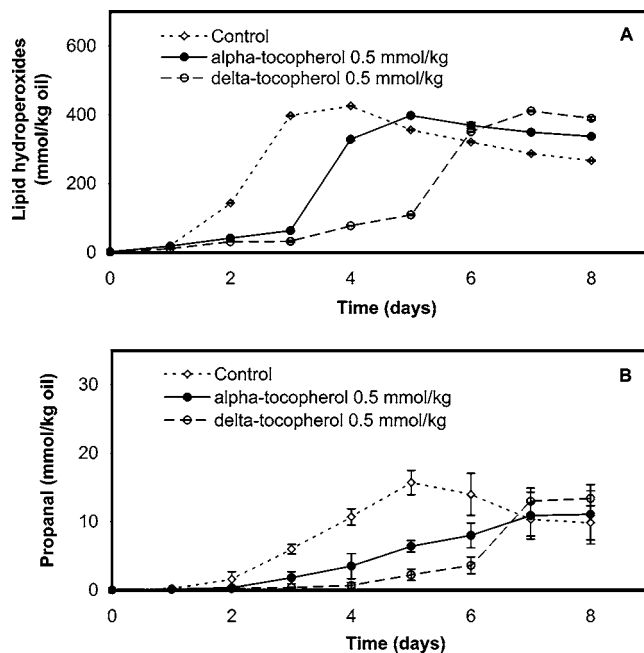 A
Control
alpha-tocopherol 0.5 mmol/kg
delta-tocopherol 0.5 mmol/kg
Lipid hydroperoxides
(mmol/kg oil)
600
400
200
0
0 2 4 6 8
Time (days)
B
Control
alpha-tocopherol 0.5 mmol/kg
delta-tocopherol 0.5 mmol/kg
Propanal (mmol/kg oil)
30
20
10
0
0 2 4 6 8
Time (days)